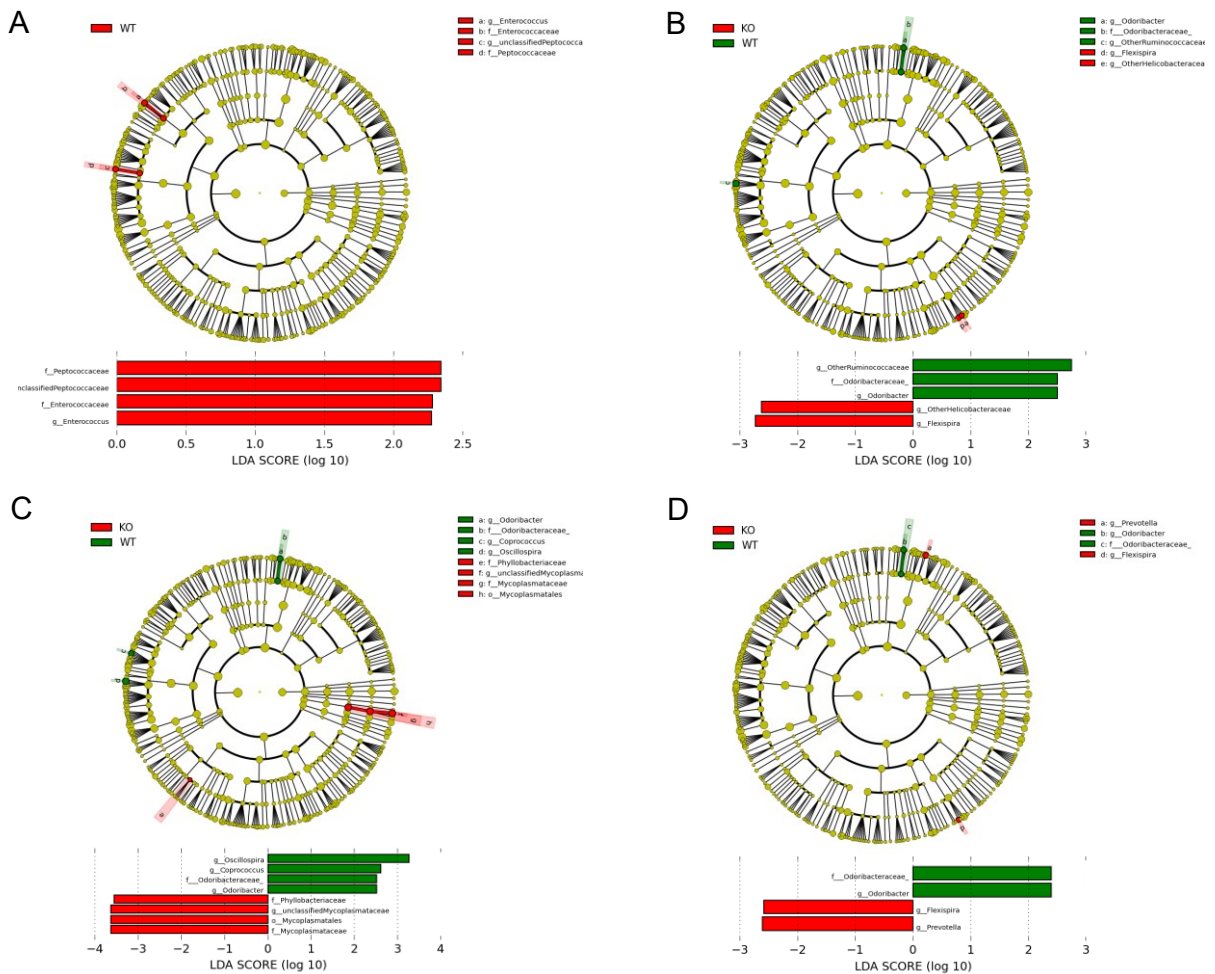 A
WT
a: g__Enterococcus
b: f__Enterococcaceae
c: g__unclassifiedPeptococca
d: f__Peptococcaceae
f__Peptococcaceae
nclassifiedPeptococcaceae
f__Enterococcaceae
g__Enterococcus
0.0 0.5 1.0 1.5 2.0 2.5
LDA SCORE (log 10)
B
KO
WT
a: g__Odoribacter
b: f___Odoribacteraceae_
c: g__OtherRuminococcaceae
d: g__Flexispira
e: g__OtherHelicobacteracea
b
a
g__OtherRuminococcaceae
f___Odoribacteraceae_
g__Odoribacter
g__OtherHelicobacteraceae
g__Flexispira
−3 −2 −1 0 1 2 3
LDA SCORE (log 10)
C
KO
WT
a: g__Odoribacter
b: f___Odoribacteraceae_
c: g__Coprococcus
d: g__Oscillospira
e: f__Phyllobacteriaceae
f: g__unclassifiedMycoplasma
g: f__Mycoplasmataceae
h: o__Mycoplasmatales
b
a
c
d
f g h
e
g__Oscillospira
g__Coprococcus
f___Odoribacteraceae_
g__Odoribacter
f__Phyllobacteriaceae
g__unclassifiedMycoplasmataceae
o__Mycoplasmatales
f__Mycoplasmataceae
−4 −3 −2 −1 0 1 2 3 4
LDA SCORE (log 10)
D
KO
WT
a: g__Prevotella
b: g__Odoribacter
c: f___Odoribacteraceae_
d: g__Flexispira
c
b
a
d
f___Odoribacteraceae_
g__Odoribacter
g__Flexispira
g__Prevotella
−3 −2 −1 0 1 2 3
LDA SCORE (log 10)